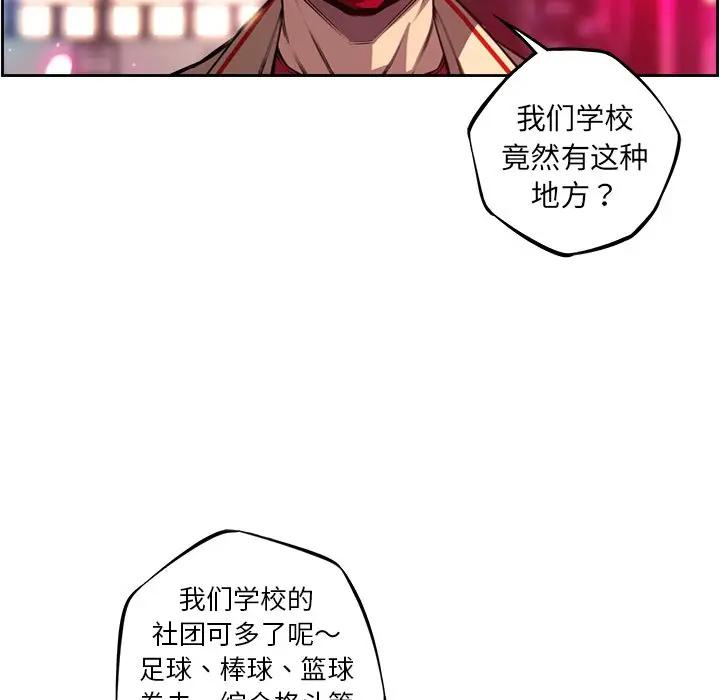 我们学校
竟然有这种
地方？
我们学校的
社团可多了呢～
足球、棒球、篮球